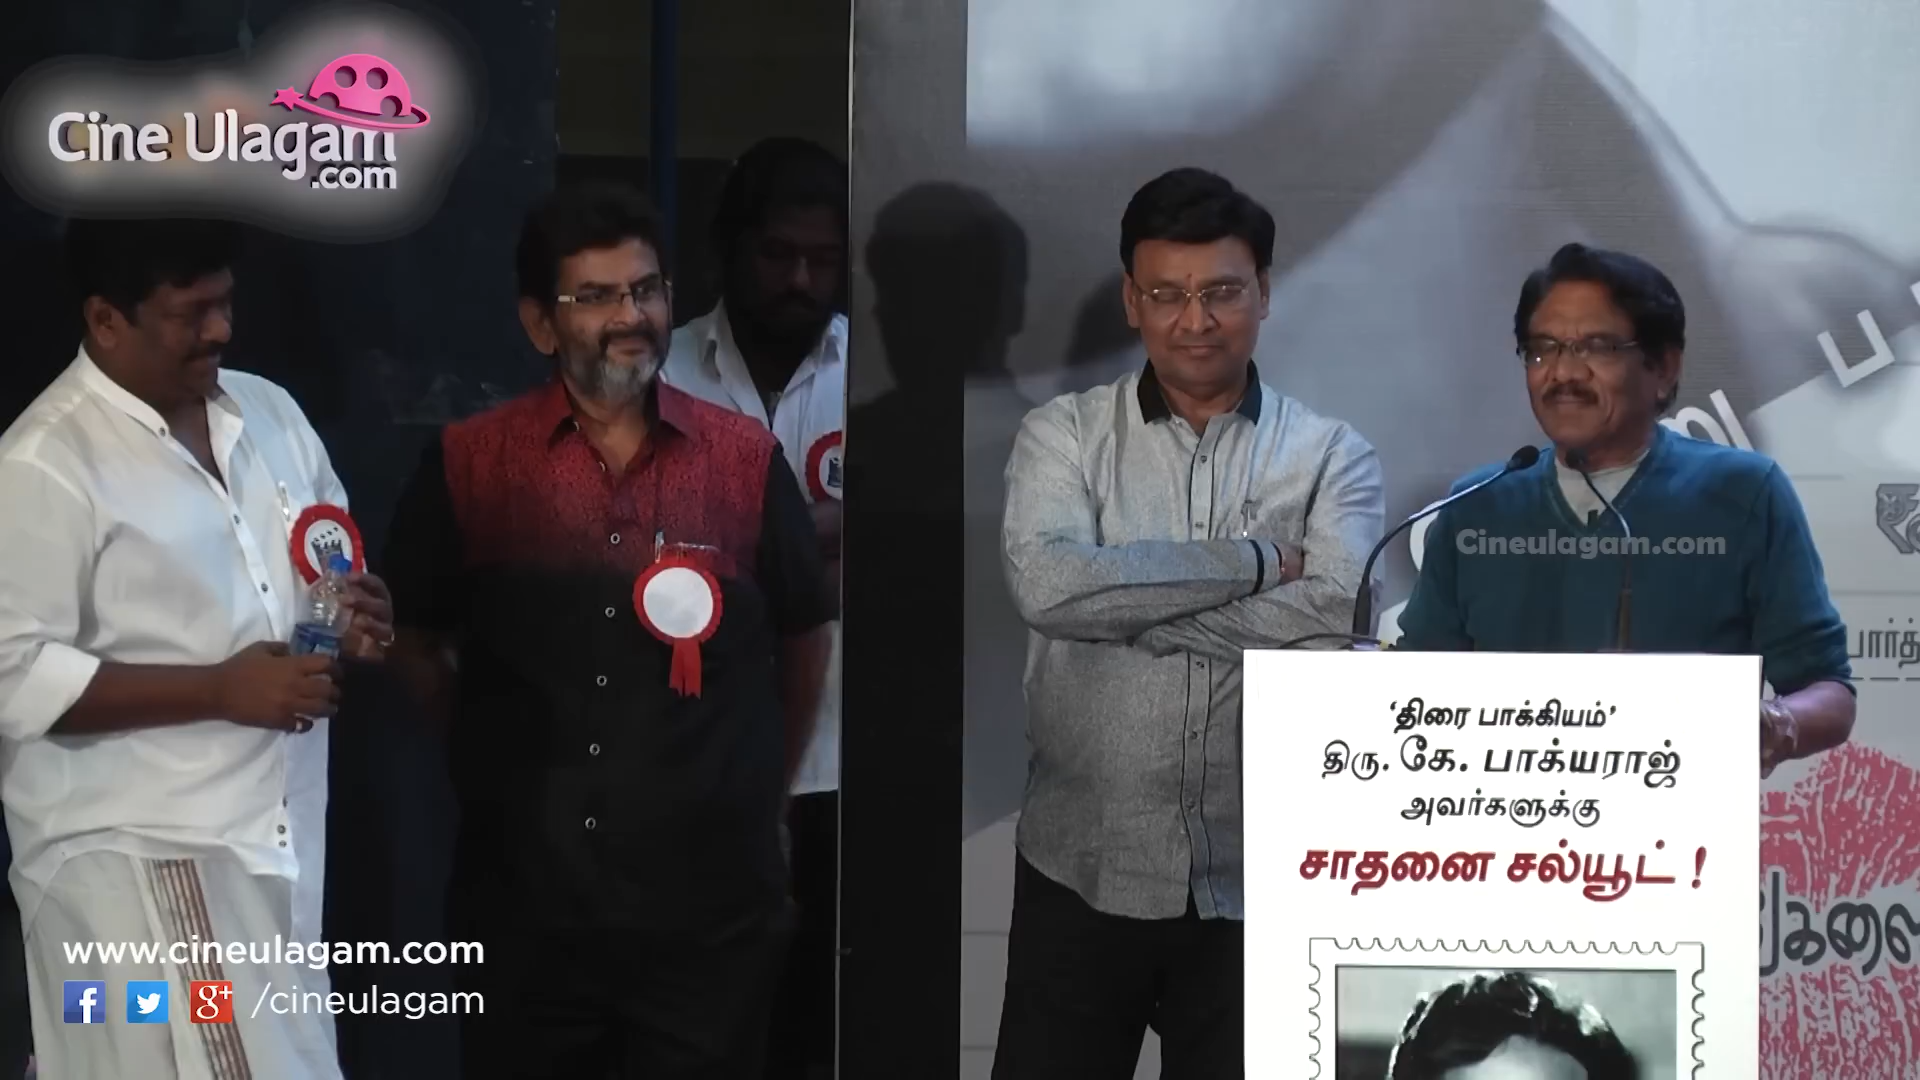 Cine Ulagam
.com
Cineulagam.com
பார்த்
'திரை பாக்கியம்'
திரு. கே. பாக்யராஜ்
அவர்களுக்கு
சாதனை சல்யூட் !
www.cineulagam.com
/cineulagam